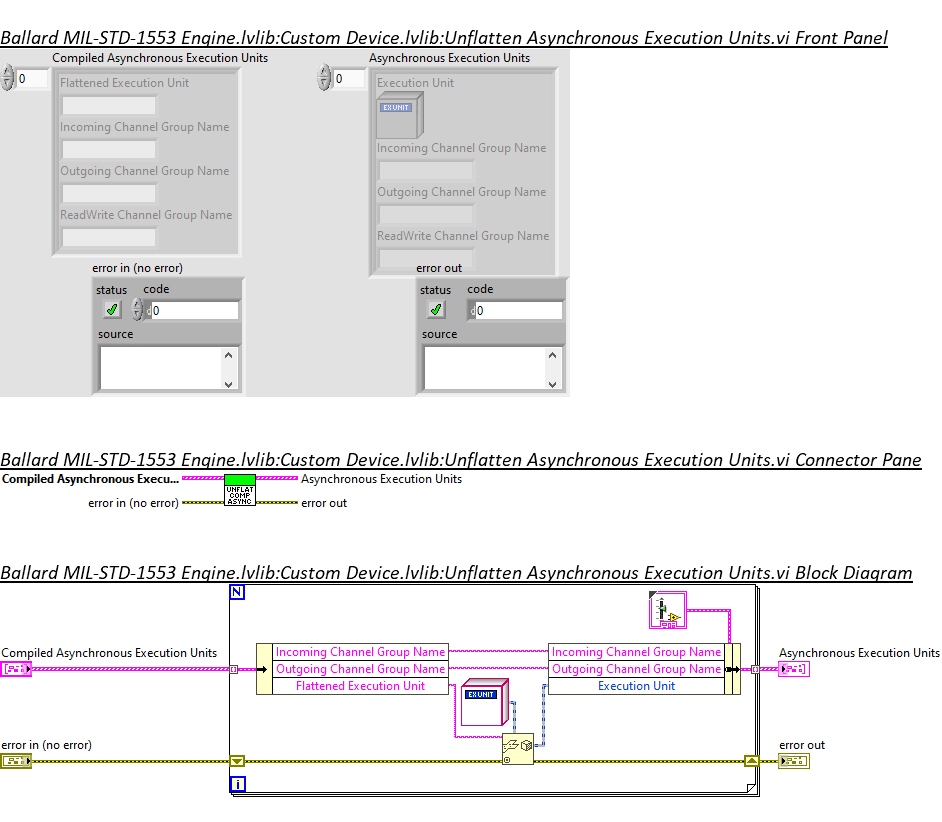 Ballard MIL-STD-1553 Engine.lvlib:Custom Device.lvlib:Unflatten Asynchronous Execution Units.vi Front Panel
Compiled Asynchronous Execution Units
Asynchronous Execution Units
0
Flattened Execution Unit
0
Execution Unit
EX UNIT
Incoming Channel Group Name
Incoming Channel Group Name
Outgoing Channel Group Name
Outgoing Channel Group Name
ReadWrite Channel Group Name
ReadWrite Channel Group Name
error in (no error)
error out
status code
status code
d0
d0
source
source
Ballard MIL-STD-1553 Engine.lvlib:Custom Device.lvlib:Unflatten Asynchronous Execution Units.vi Connector Pane
Compiled Asynchronous Execu...
Asynchronous Execution Units
UNFLAT
COMP
ASYNC
error in (no error)
error out
Ballard MIL-STD-1553 Engine.lvlib:Custom Device.lvlib:Unflatten Asynchronous Execution Units.vi Block Diagram
N
Compiled Asynchronous Execution Units
Incoming Channel Group Name
Incoming Channel Group Name
Asynchronous Execution Units
Outgoing Channel Group Name
Outgoing Channel Group Name
Flattened Execution Unit
Execution Unit
EX UNIT
error in (no error)
error out
i